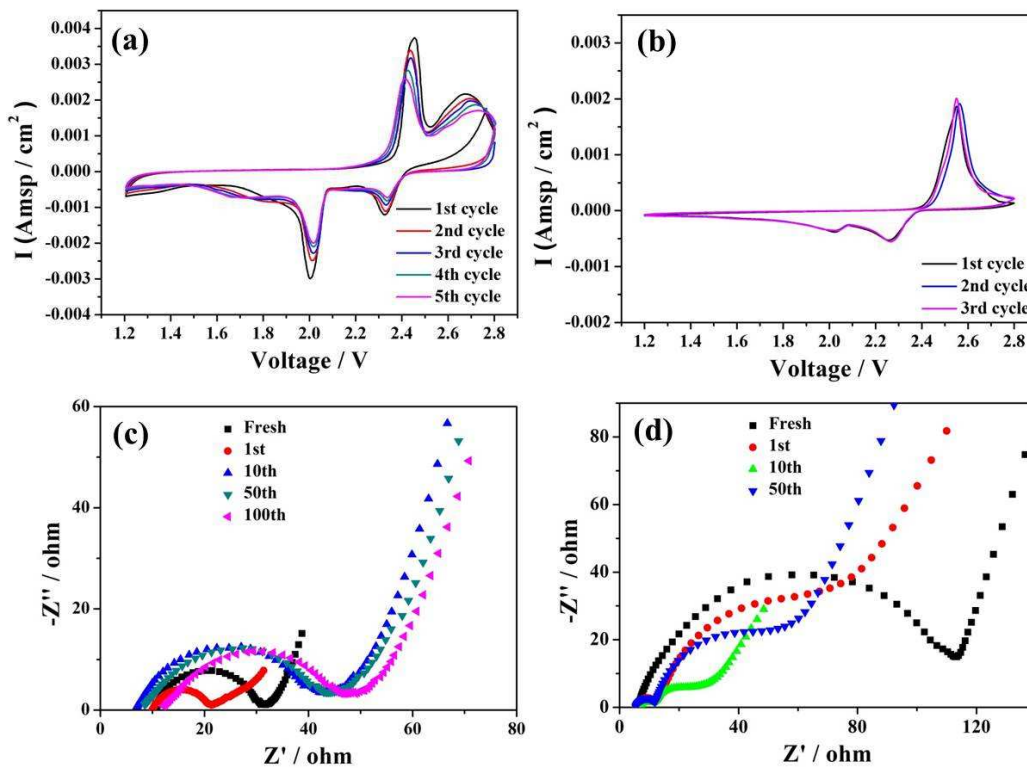 (a)
I (Amsp / cm²)
0.004
0.003
0.002
0.001
0.000
-0.001
-0.002
-0.003
-0.004
1st cycle
2nd cycle
3rd cycle
4th cycle
5th cycle
1.2 1.4 1.6 1.8 2.0 2.2 2.4 2.6 2.8
Voltage / V
(b)
I (Amsp / cm²)
0.003
0.002
0.001
0.000
-0.001
-0.002
1st cycle
2nd cycle
3rd cycle
1.2 1.4 1.6 1.8 2.0 2.2 2.4 2.6 2.8
Voltage / V
(c)
-Z'' / ohm
60
50
40
30
20
10
0
Fresh
1st
10th
50th
100th
0 20 40 60 80
Z' / ohm
(d)
-Z'' / ohm
80
60
40
20
0
Fresh
1st
10th
50th
0 40 80 120
Z' / ohm